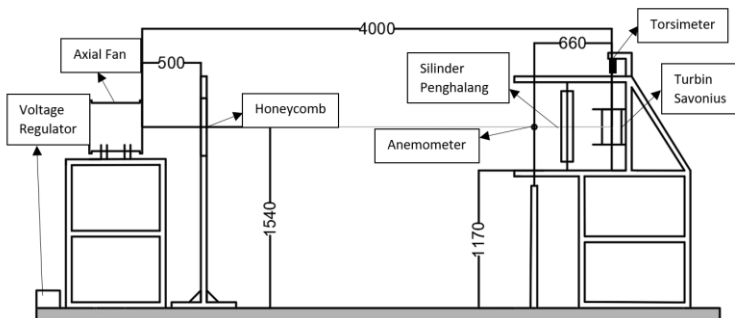 4000
Torsimeter
Axial Fan
500
660
Silinder
Penghalang
Turbin
Savonius
Voltage
Regulator
Honeycomb
Anemometer
1540
1170